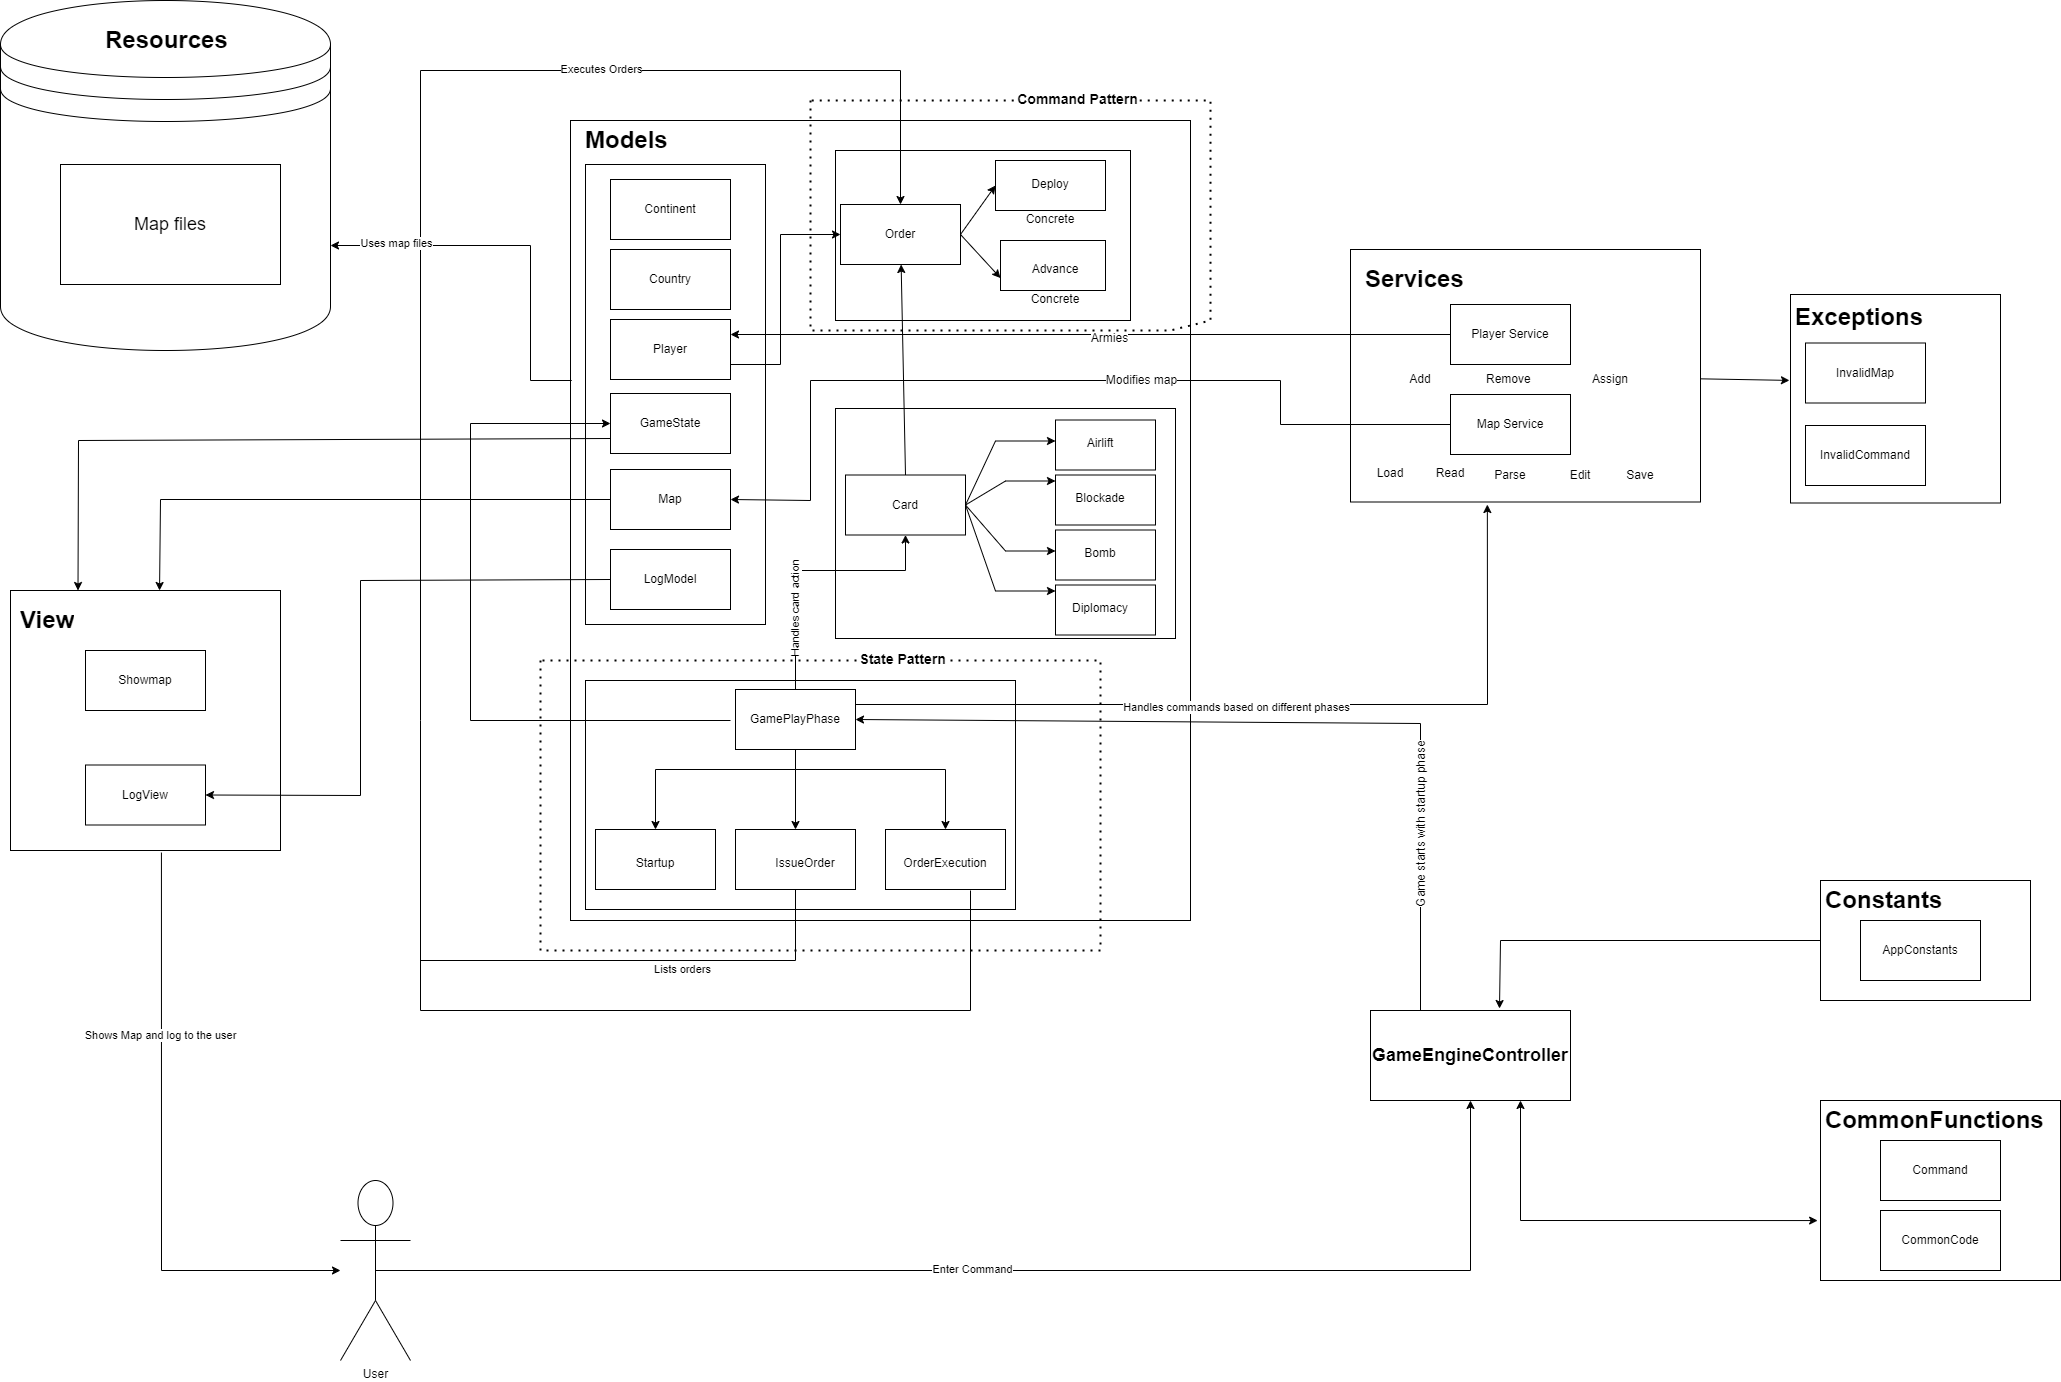 Resources
Map files
Executes Orders
Uses map files
Command Pattern
Models
Continent
Country
Player
GameState
Map
LogModel
Order
Deploy
Concrete
Advance
Concrete
Armies
Modifies map
Card
Airlift
Blockade
Bomb
Diplomacy
Handles card action
State Pattern
GamePlayPhase
Startup
IssueOrder
OrderExecution
Lists orders
Handles commands based on different phases
Game starts with startup phase
Services
Player Service
Add
Remove
Assign
Map Service
Load
Read
Parse
Edit
Save
Exceptions
InvalidMap
InvalidCommand
View
Showmap
LogView
Shows Map and log to the user
Constants
AppConstants
GameEngineController
CommonFunctions
Command
CommonCode
Enter Command
User